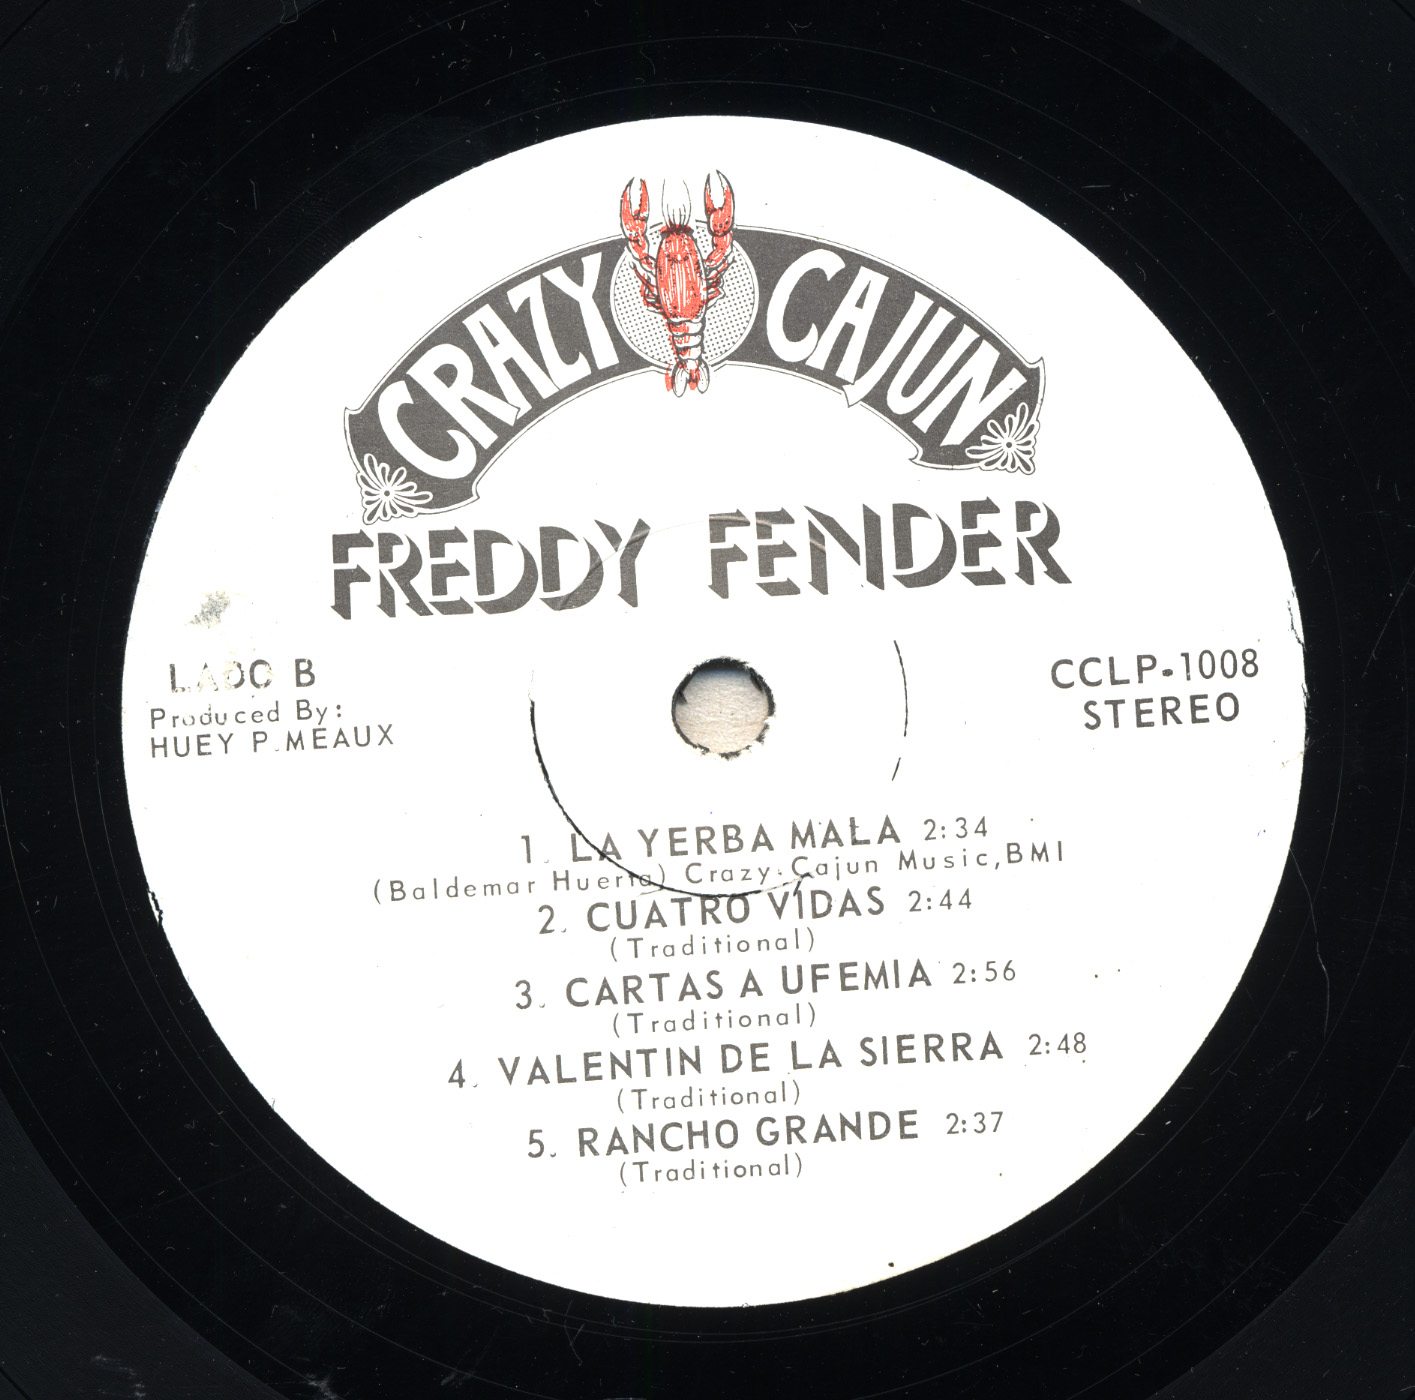 CRAZY CAJUN
FREDDY FENDER
LADO B
Produced By:
HUEY P. MEAUX
CCLP-1008
STEREO
1. LA YERBA MALA 2:34
(Baldemar Huerta) Crazy Cajun Music, BMI
2. CUATRO VIDAS 2:44
(Traditional)
3. CARTAS A UFEMIA 2:56
(Traditional)
4. VALENTIN DE LA SIERRA 2:48
(Traditional)
5. RANCHO GRANDE 2:37
(Traditional)